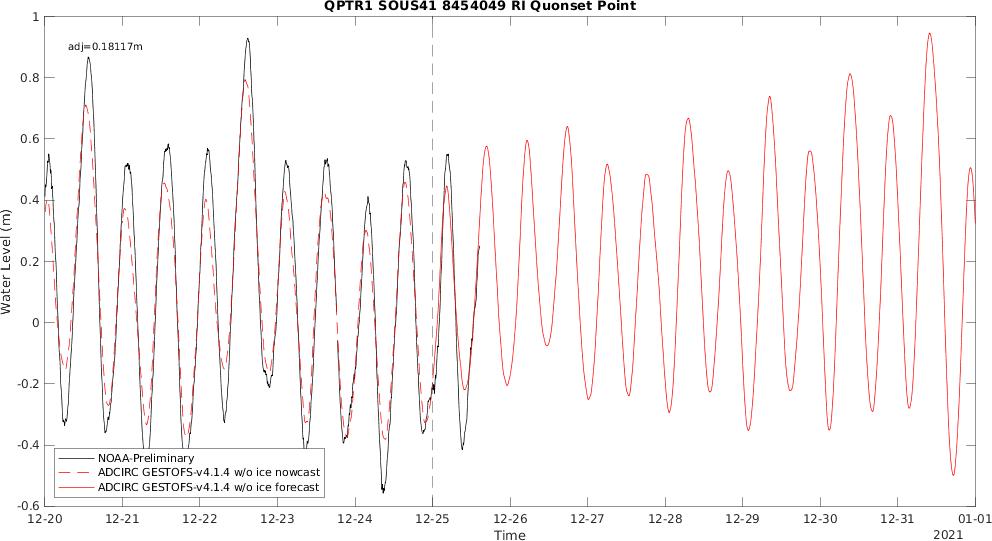 QPTR1 SOUS41 8454049 RI Quonset Point
adj=0.18117m
Water Level (m)
1
0.8
0.6
0.4
0.2
0
-0.2
-0.4
-0.6
NOAA-Preliminary
ADCIRC GESTOFS-v4.1.4 w/o ice nowcast
ADCIRC GESTOFS-v4.1.4 w/o ice forecast
12-20 12-21 12-22 12-23 12-24 12-25 12-26 12-27 12-28 12-29 12-30 12-31 01-01
Time
2021